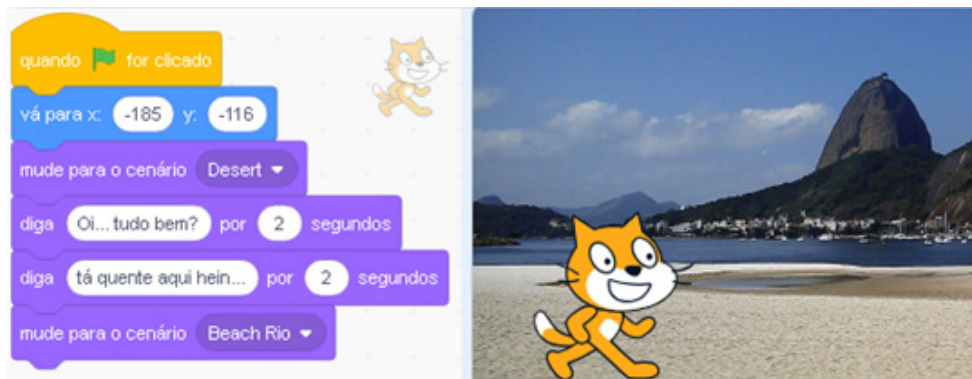 quando for clicado
vá para x: -185 y: -116
mude para o cenário Desert
diga Oi... tudo bem? por 2 segundos
diga tá quente aqui hein... por 2 segundos
mude para o cenário Beach Rio